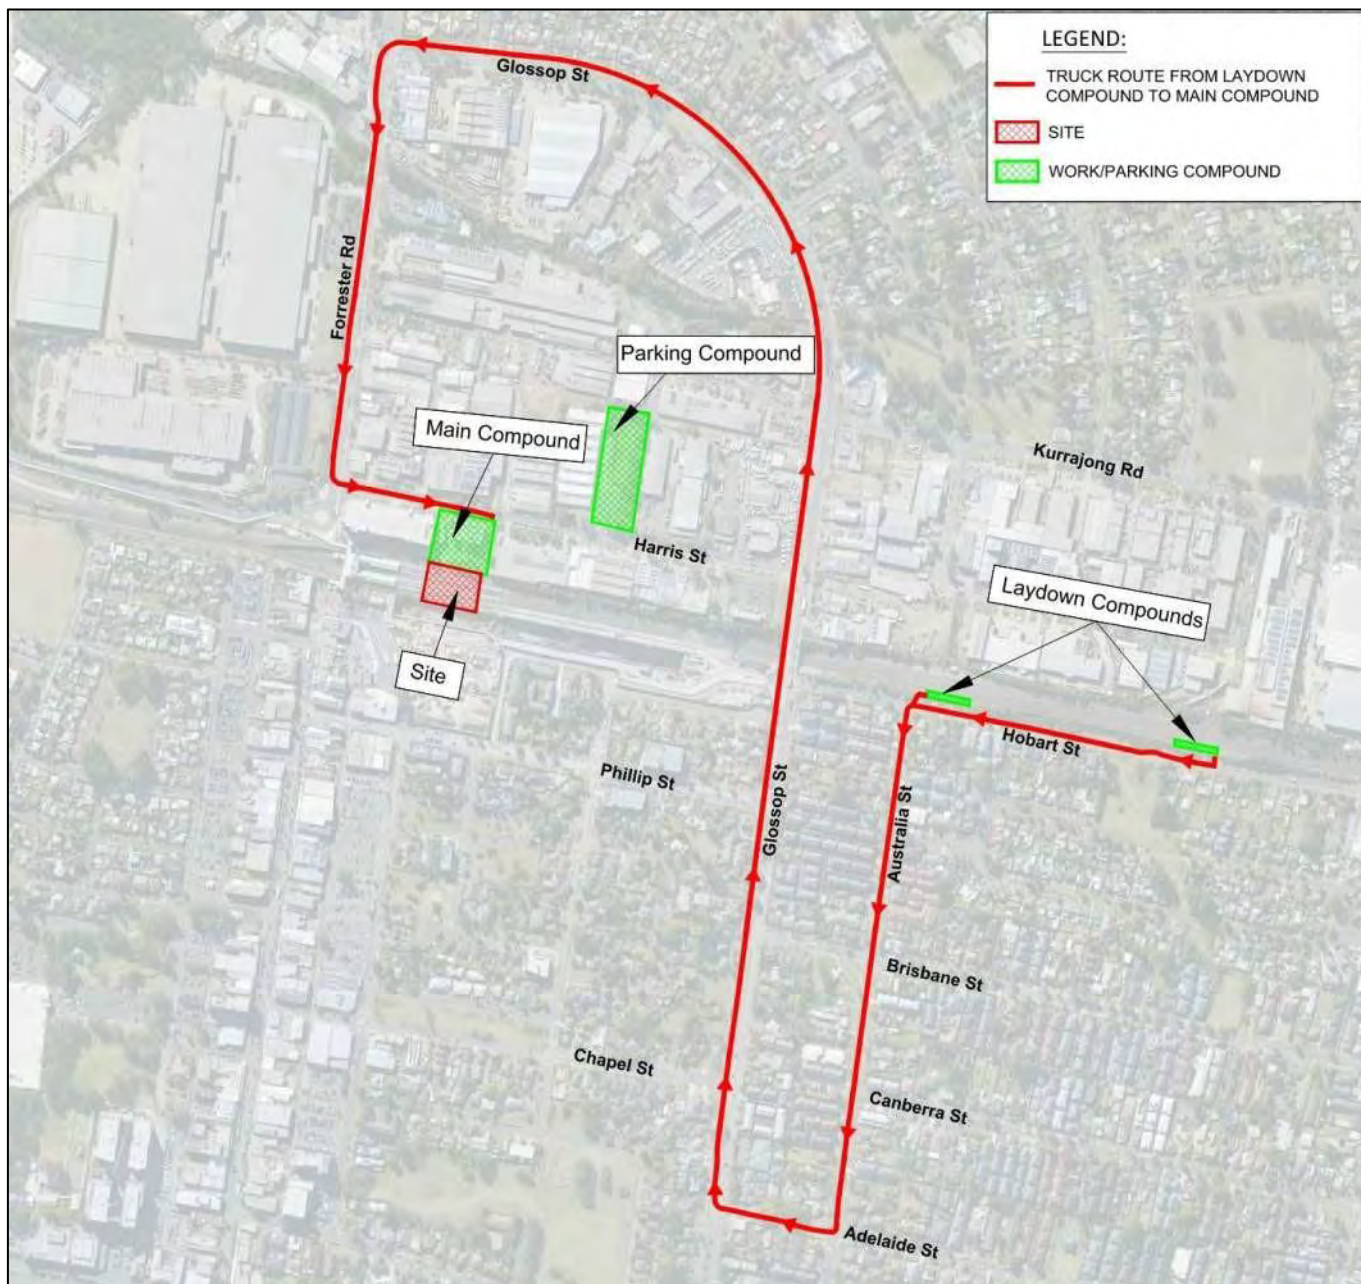 LEGEND:
TRUCK ROUTE FROM LAYDOWN
COMPOUND TO MAIN COMPOUND
SITE
WORK/PARKING COMPOUND
Glossop St
Forrester Rd
Parking Compound
Main Compound
Kurrajong Rd
Harris St
Laydown Compounds
Site
Hobart St
Phillip St
Glossop St
Australia St
Brisbane St
Chapel St
Canberra St
Adelaide St